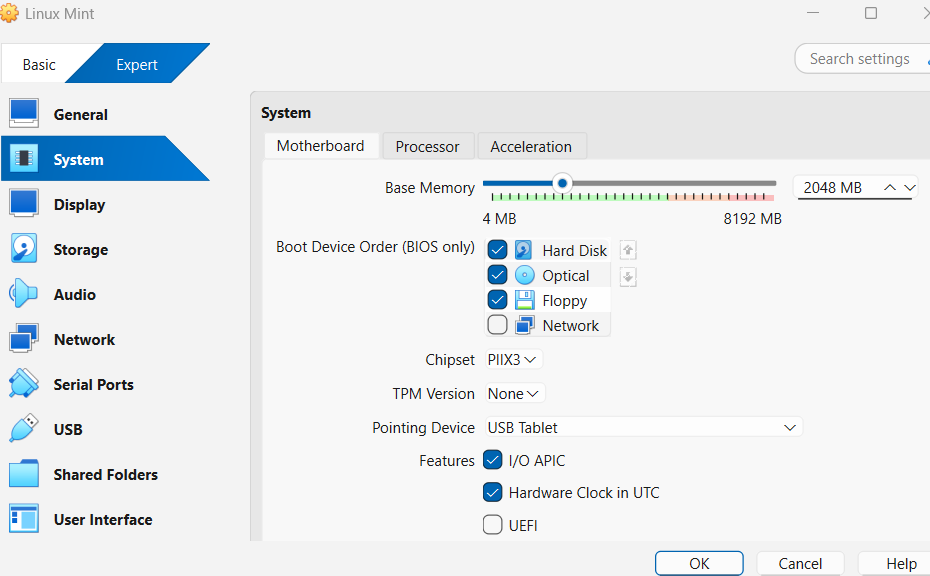 Linux Mint
Basic
Expert
Search settings
General
System
Display
Storage
Audio
Network
Serial Ports
USB
Shared Folders
User Interface
System
Motherboard
Processor
Acceleration
Base Memory
2048 MB
4 MB
8192 MB
Boot Device Order (BIOS only)
Hard Disk
Optical
Floppy
Network
Chipset
PIIX3
TPM Version
None
Pointing Device
USB Tablet
Features
I/O APIC
Hardware Clock in UTC
UEFI
OK
Cancel
Help